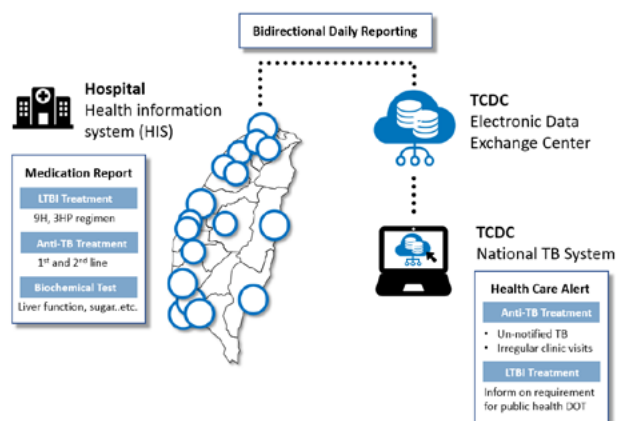 Bidirectional Daily Reporting
Hospital
Health information
system (HIS)
Medication Report
LTBI Treatment
9H, 3HP regimen
Anti-TB Treatment
1st and 2nd line
Biochemical Test
Liver function, sugar..etc.
TCDC
Electronic Data
Exchange Center
TCDC
National TB System
Health Care Alert
Anti-TB Treatment
• Un-notified TB
• Irregular clinic visits
LTBI Treatment
Inform on requirement
for public health DOT